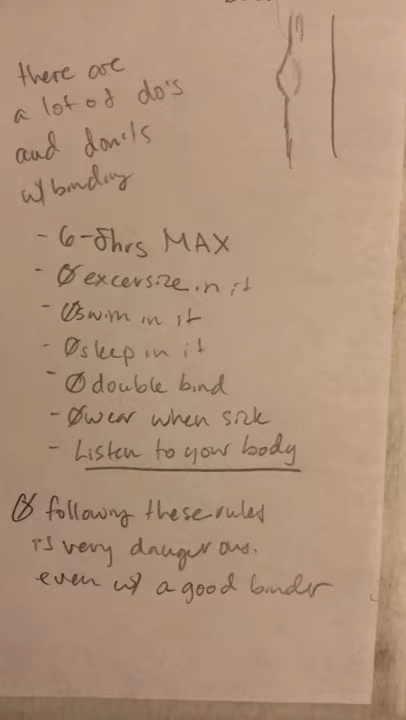 there are
a lot of do's
and don'ts
w/ binding
- 6-8hrs MAX
- Ø excersize in it
- Ø swim in it
- Ø sleep in it
- Ø double bind
- Ø wear when sick
- Listen to your body
Ø following these rules
is very dangerous.
even w/ a good binder